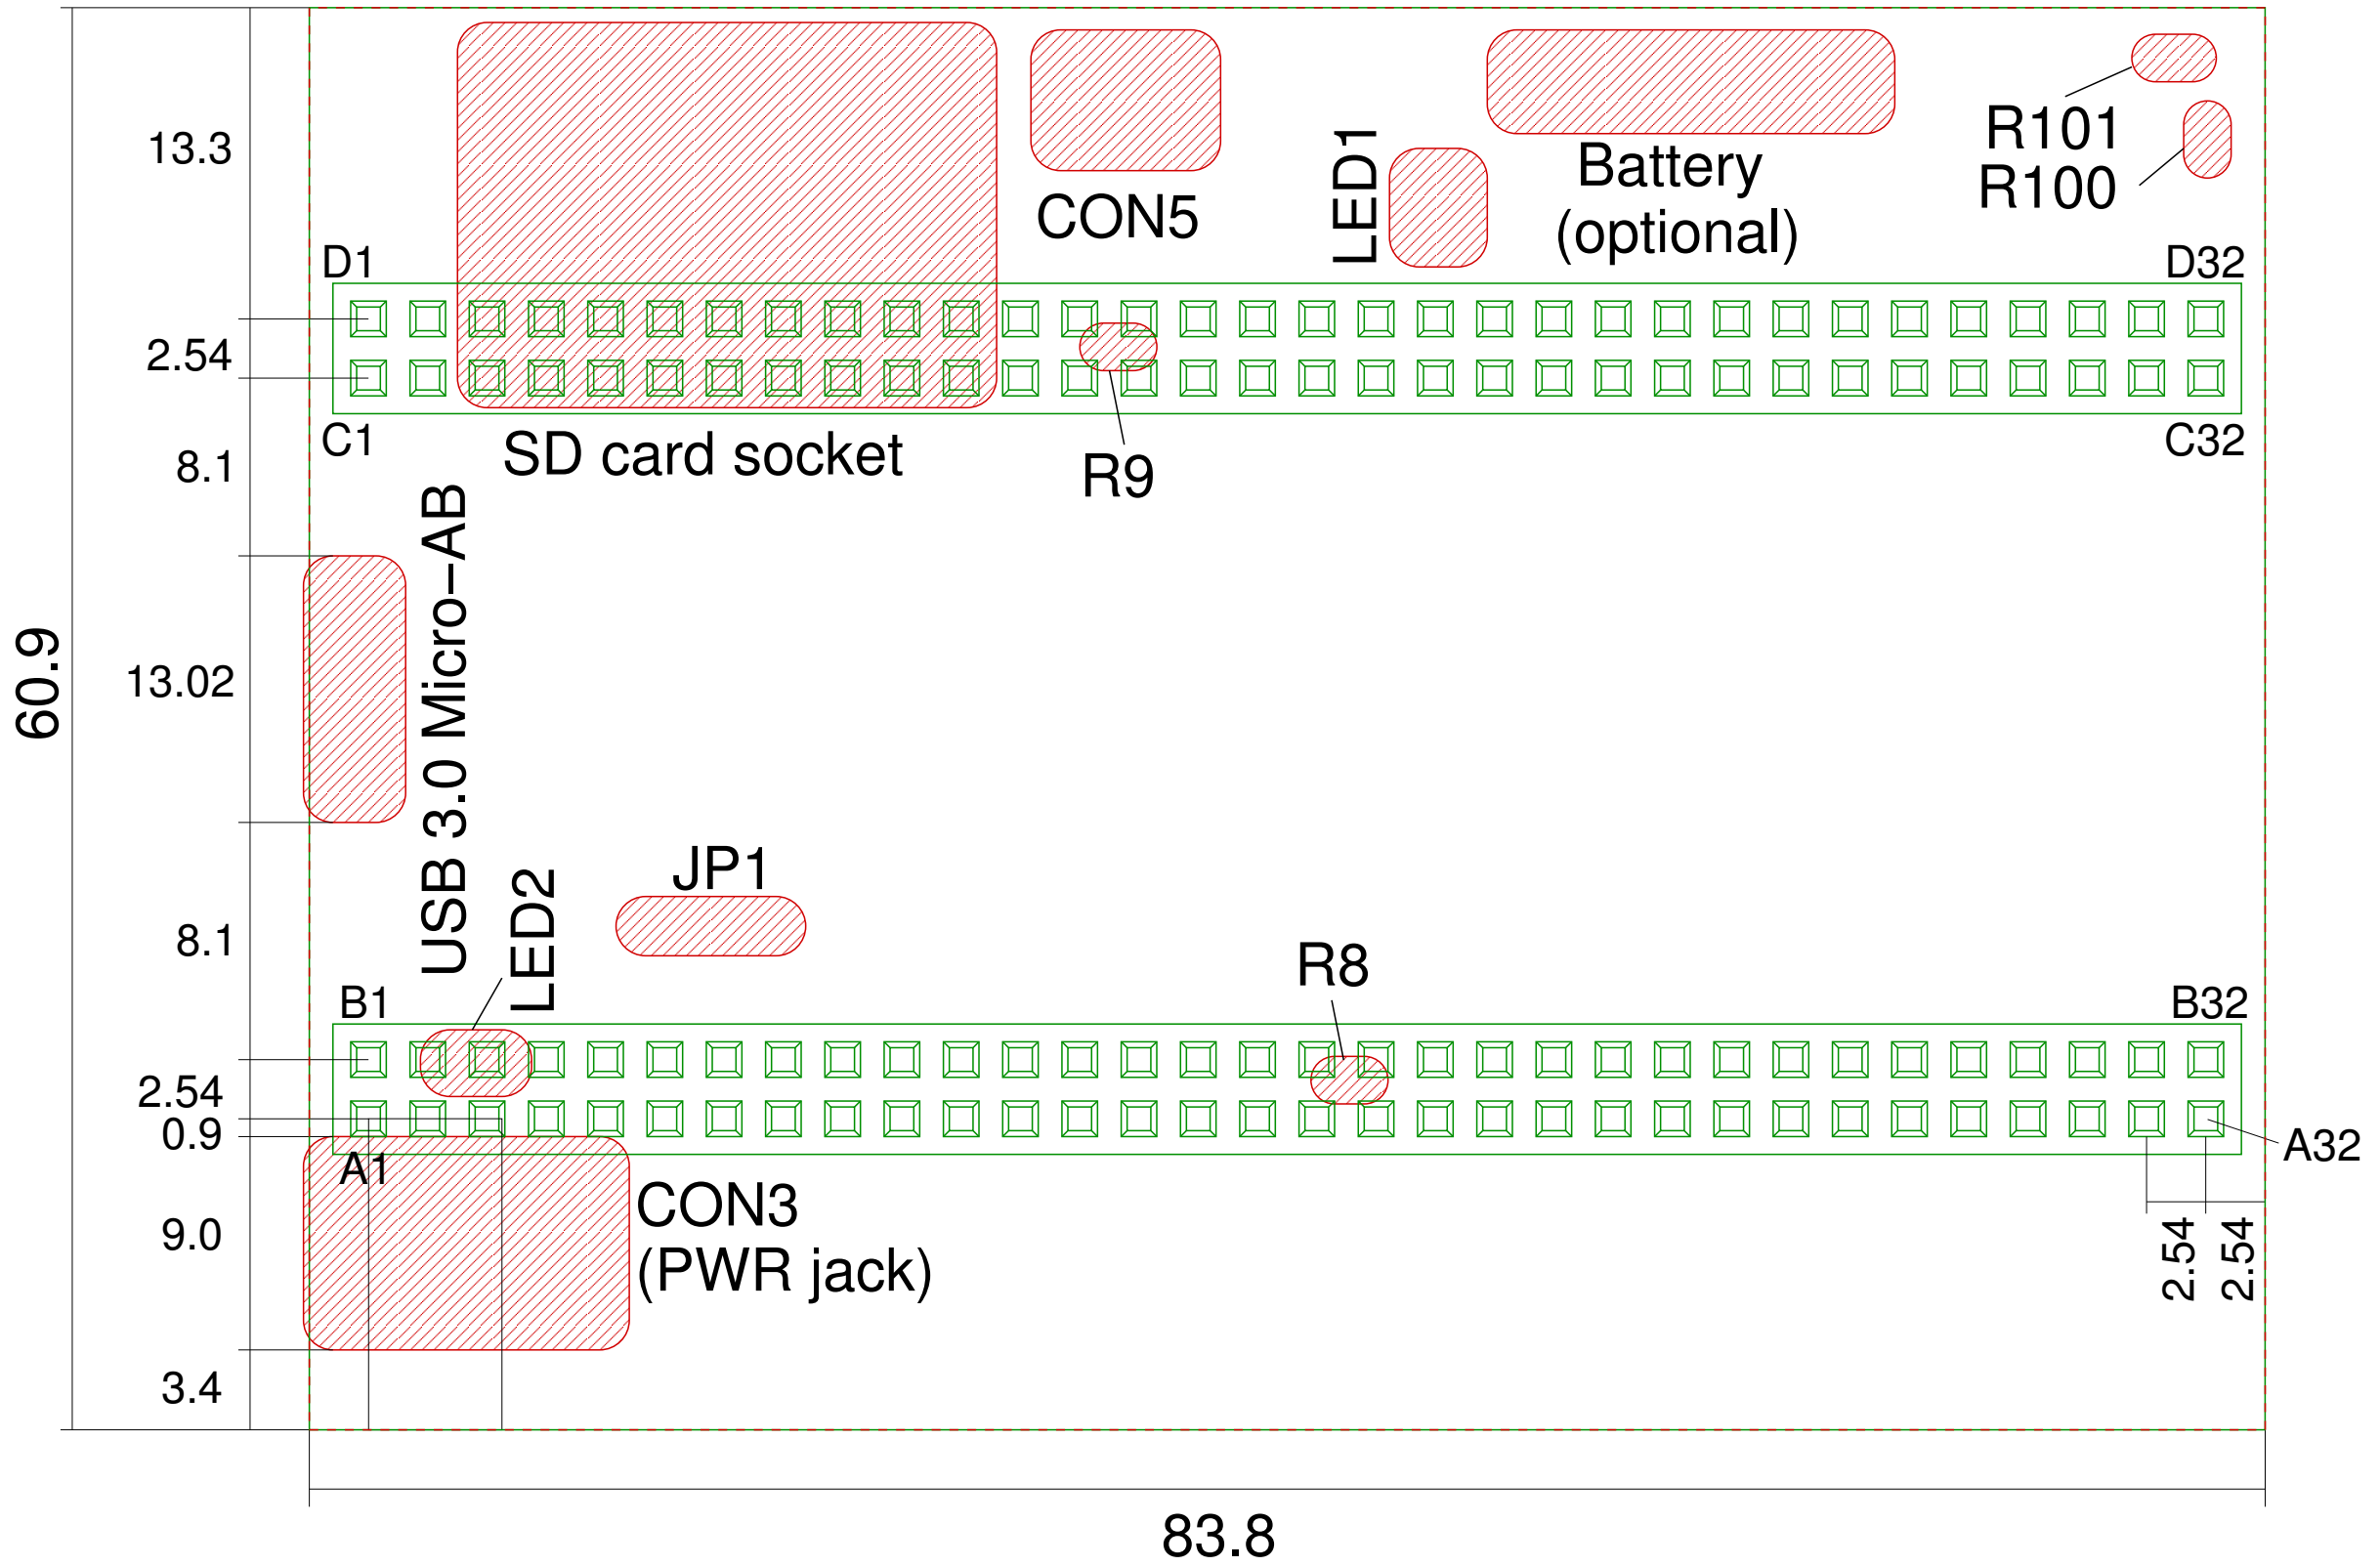 R101
13.3
LED1
Battery
R100
CON5
(optional)
D1
D32
2.54
C1
C32
SD card socket
8.1
R9
USB 3.0 Micro–AB
60.9
13.02
JP1
LED2
8.1
R8
B1
B32
2.54
0.9
A1
A32
CON3
9.0
(PWR jack)
2.54
2.54
3.4
83.8